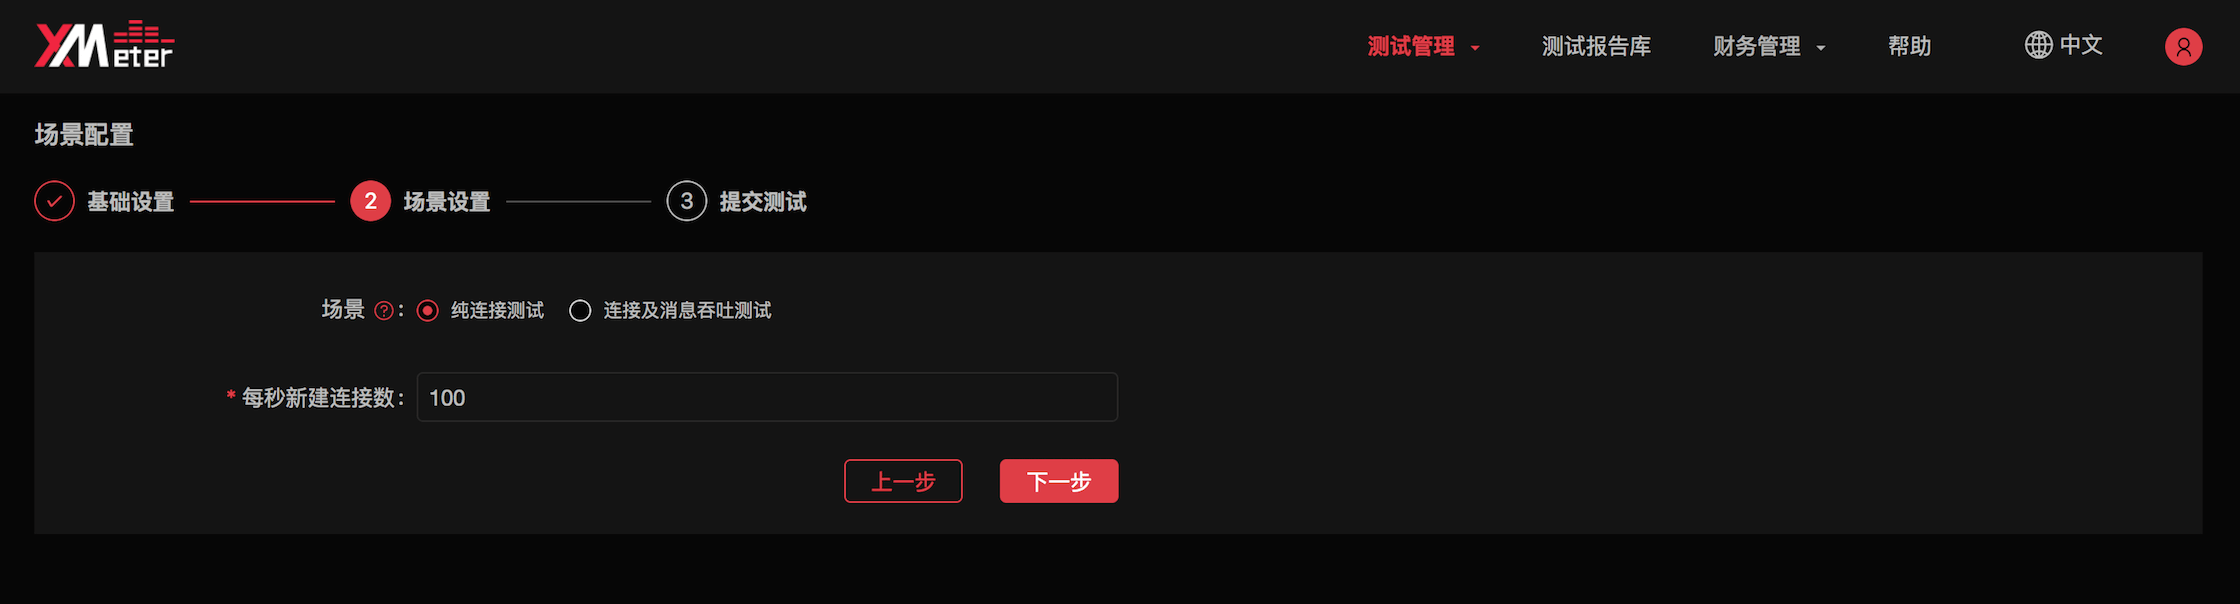 XMeter 测试管理 测试报告库 财务管理 帮助 中文
场景配置
基础设置 2 场景设置 3 提交测试
场景 ? : 纯连接测试 连接及消息吞吐测试
* 每秒新建连接数: 100
上一步 下一步